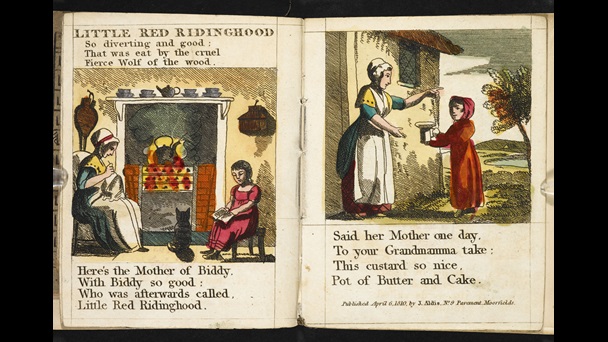 LITTLE RED RIDINGHOOD
So diverting and good:
That was eat by the cruel
Fierce Wolf of the wood.
Here's the Mother of Biddy,
With Biddy so good:
Who was afterwards called,
Little Red Ridinghood.
Said her Mother one day,
To your Grandmamma take:
This custard so nice,
Pot of Butter and Cake.
Published April 6, 1810, by J. Aldis, No. 9 Pavement, Moorfields.